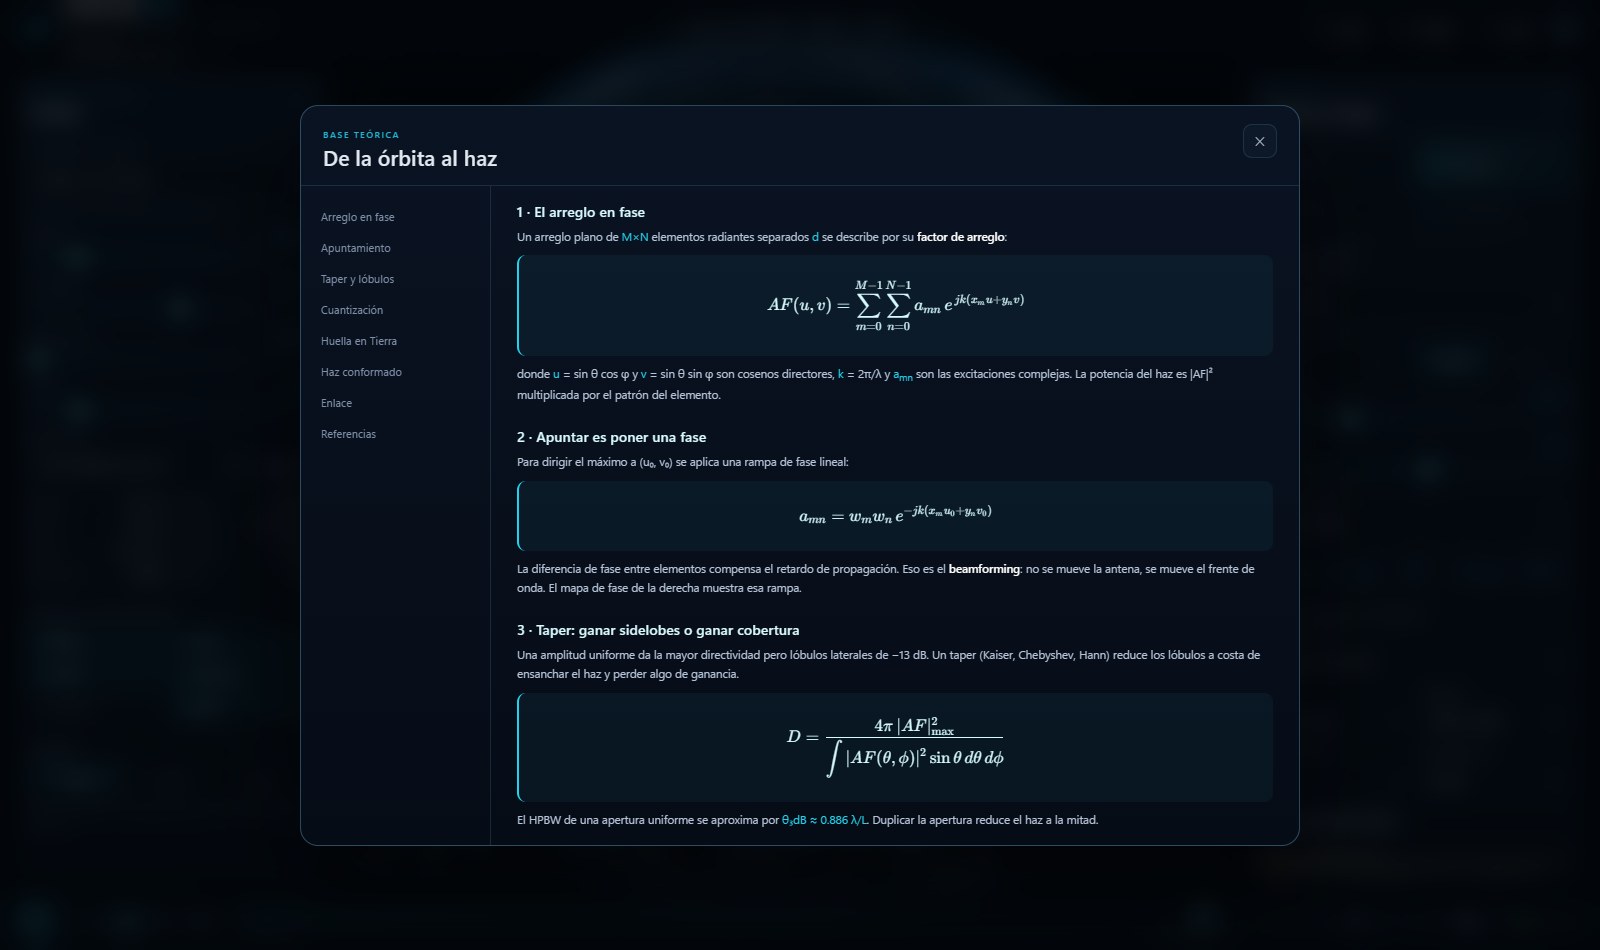 BASE TEÓRICA
De la órbita al haz
×
Arreglo en fase
Apuntamiento
Taper y lóbulos
Cuantización
Huella en Tierra
Haz conformado
Enlace
Referencias
1 · El arreglo en fase
Un arreglo plano de M×N elementos radiantes separados d se describe por su factor de arreglo:
AF(u, v) = ∑_{m=0}^{M−1} ∑_{n=0}^{N−1} a_{mn} e^{jk(x_m u+y_n v)}
donde u = sin θ cos φ y v = sin θ sin φ son cosenos directores, k = 2π/λ y a_{mn} son las excitaciones complejas. La potencia del haz es |AF|²
multiplicada por el patrón del elemento.
2 · Apuntar es poner una fase
Para dirigir el máximo a (u₀, v₀) se aplica una rampa de fase lineal:
a_{mn} = w_m w_n e^{−jk(x_m u_0+y_n v_0)}
La diferencia de fase entre elementos compensa el retardo de propagación. Eso es el beamforming: no se mueve la antena, se mueve el frente de
onda. El mapa de fase de la derecha muestra esa rampa.
3 · Taper: ganar sidelobes o ganar cobertura
Una amplitud uniforme da la mayor directividad pero lóbulos laterales de −13 dB. Un taper (Kaiser, Chebyshev, Hann) reduce los lóbulos a costa de
ensanchar el haz y perder algo de ganancia.
D = 4π |AF|²_{max} / ∫ |AF(θ, ϕ)|² sin θ dθ dϕ
El HPBW de una apertura uniforme se aproxima por θ₃dB ≈ 0.886 λ/L. Duplicar la apertura reduce el haz a la mitad.